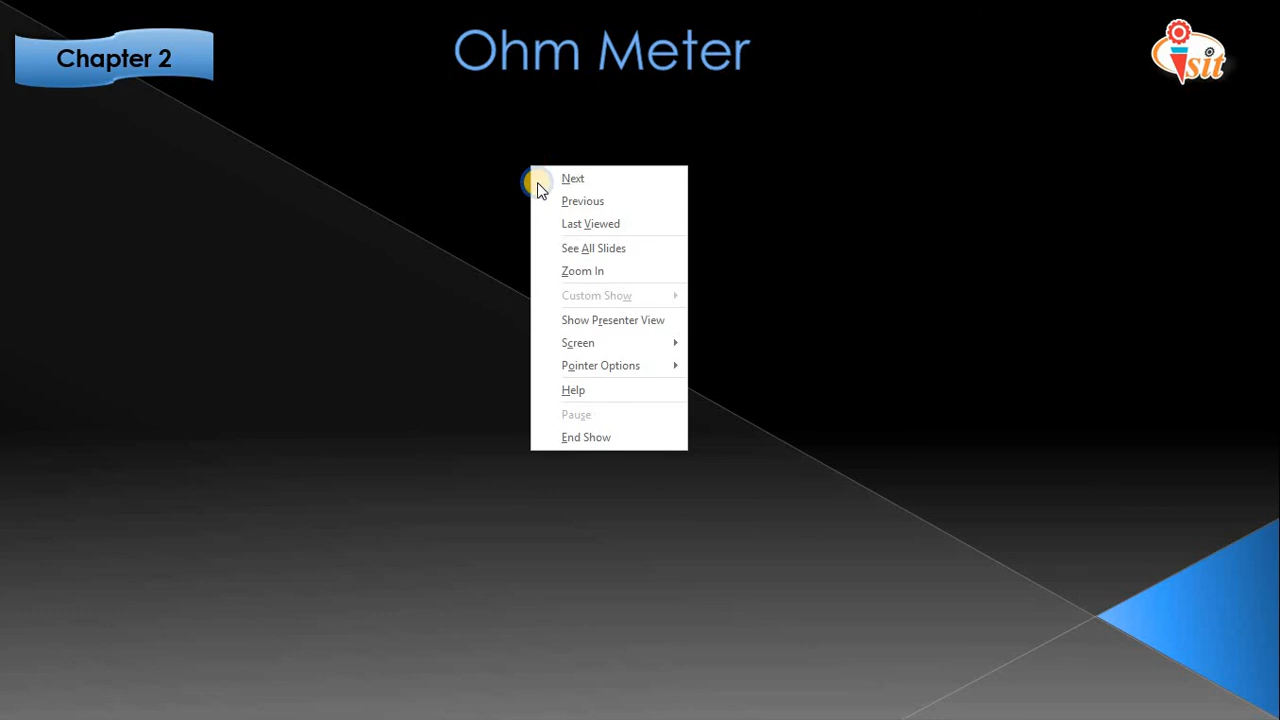 Chapter 2
Ohm Meter
sit
Next
Previous
Last Viewed
See All Slides
Zoom In
Custom Show
Show Presenter View
Screen
Pointer Options
Help
Pause
End Show